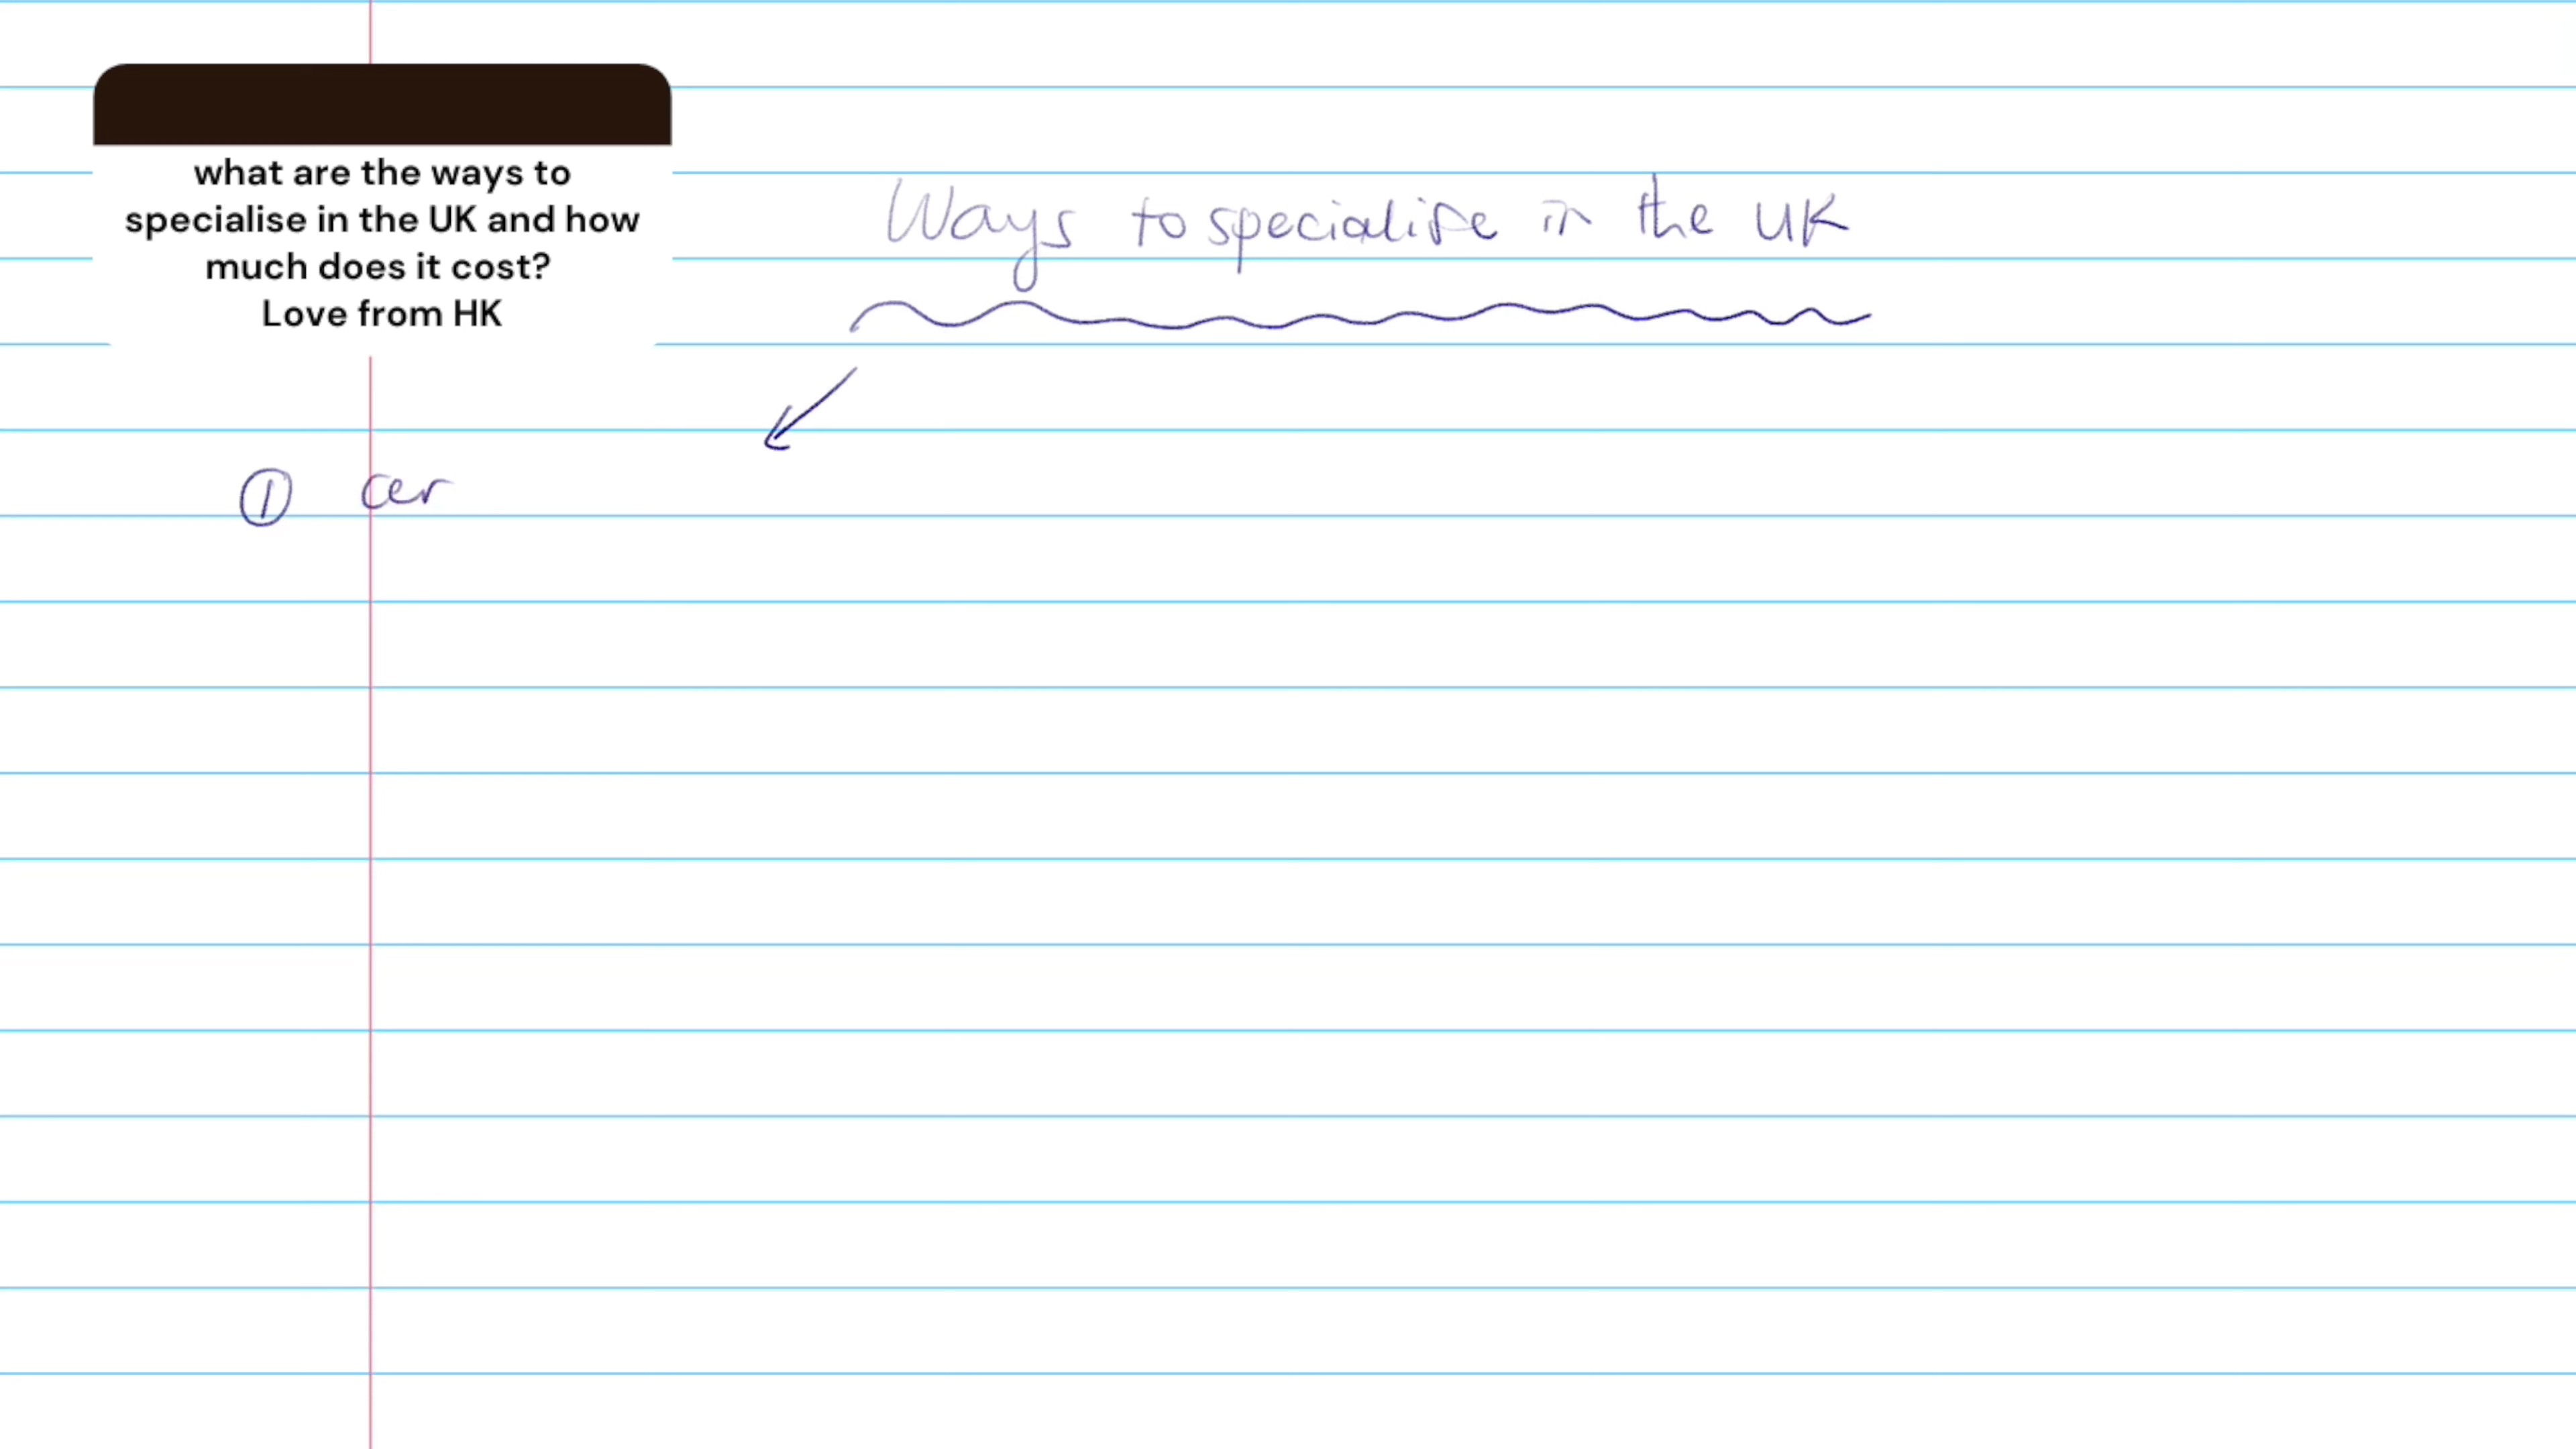 what are the ways to
specialise in the UK and how
much does it cost?
Love from HK
Ways to specialise in the UK
① cer